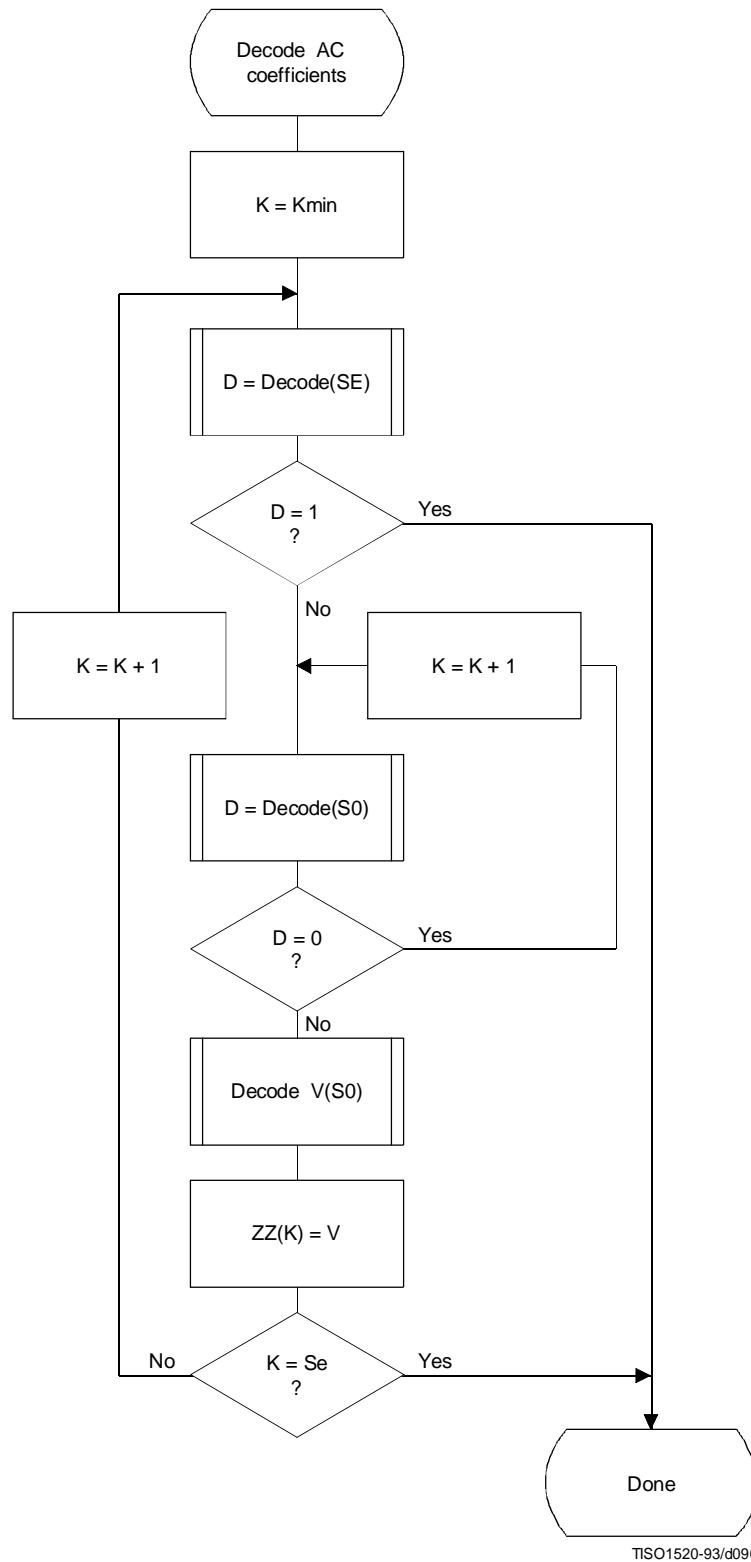 Decode AC
coefficients
K = Kmin
D = Decode(SE)
D = 1
?
Yes
No
K = K + 1
K = K + 1
D = Decode(S0)
D = 0
?
Yes
No
Decode V(S0)
ZZ(K) = V
No
K = Se
?
Yes
Done